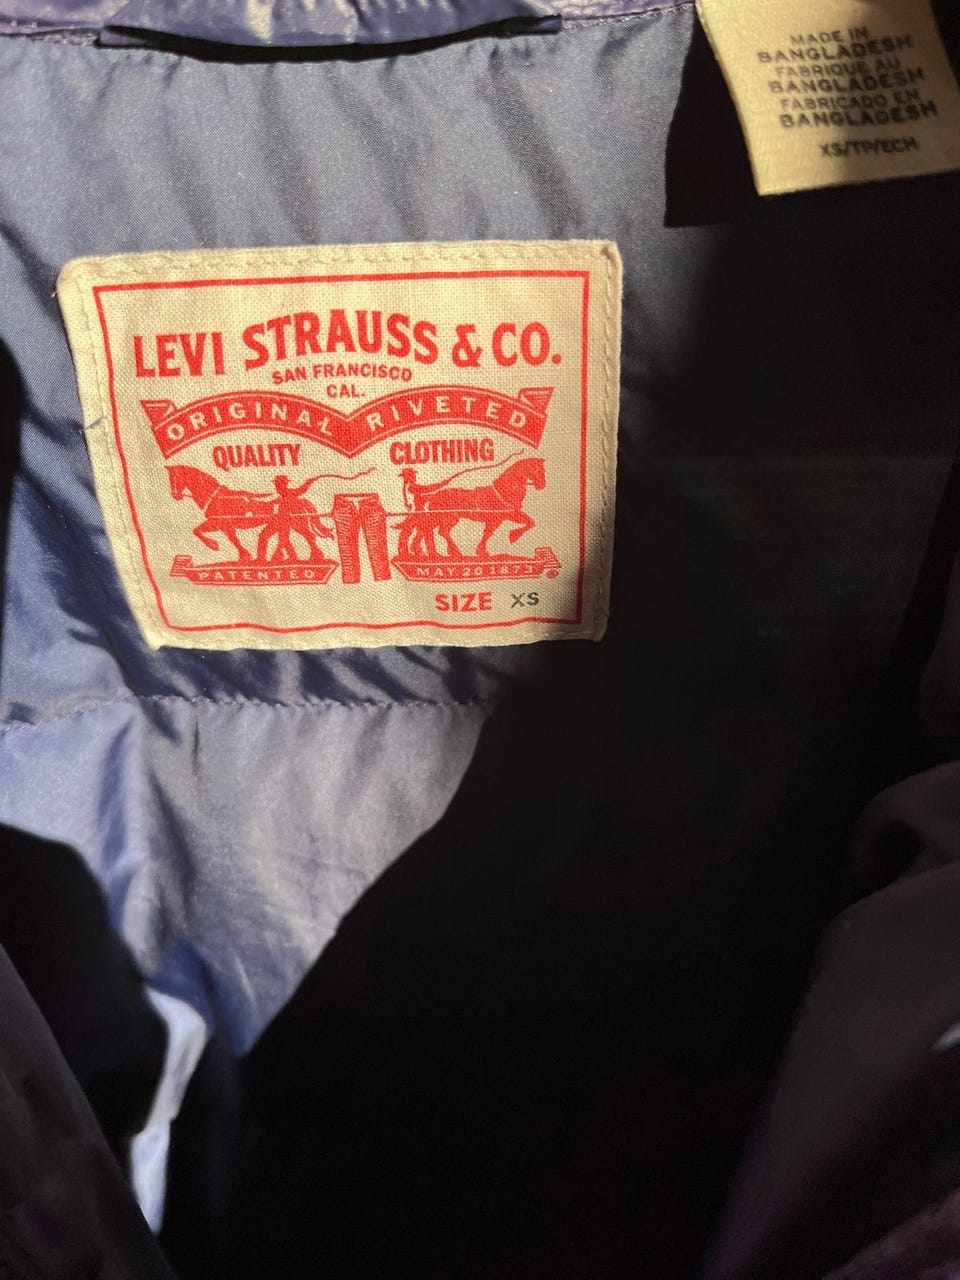 LEVI STRAUSS & CO.
SAN FRANCISCO
CAL.
ORIGINAL RIVETED
QUALITY CLOTHING
PATENTED MAY 20 1873
SIZE XS
MADE IN
BANGLADESH
FABRIQUE AU
BANGLADESH
FABRICADO EN
BANGLADESH
XS/TP/ECH